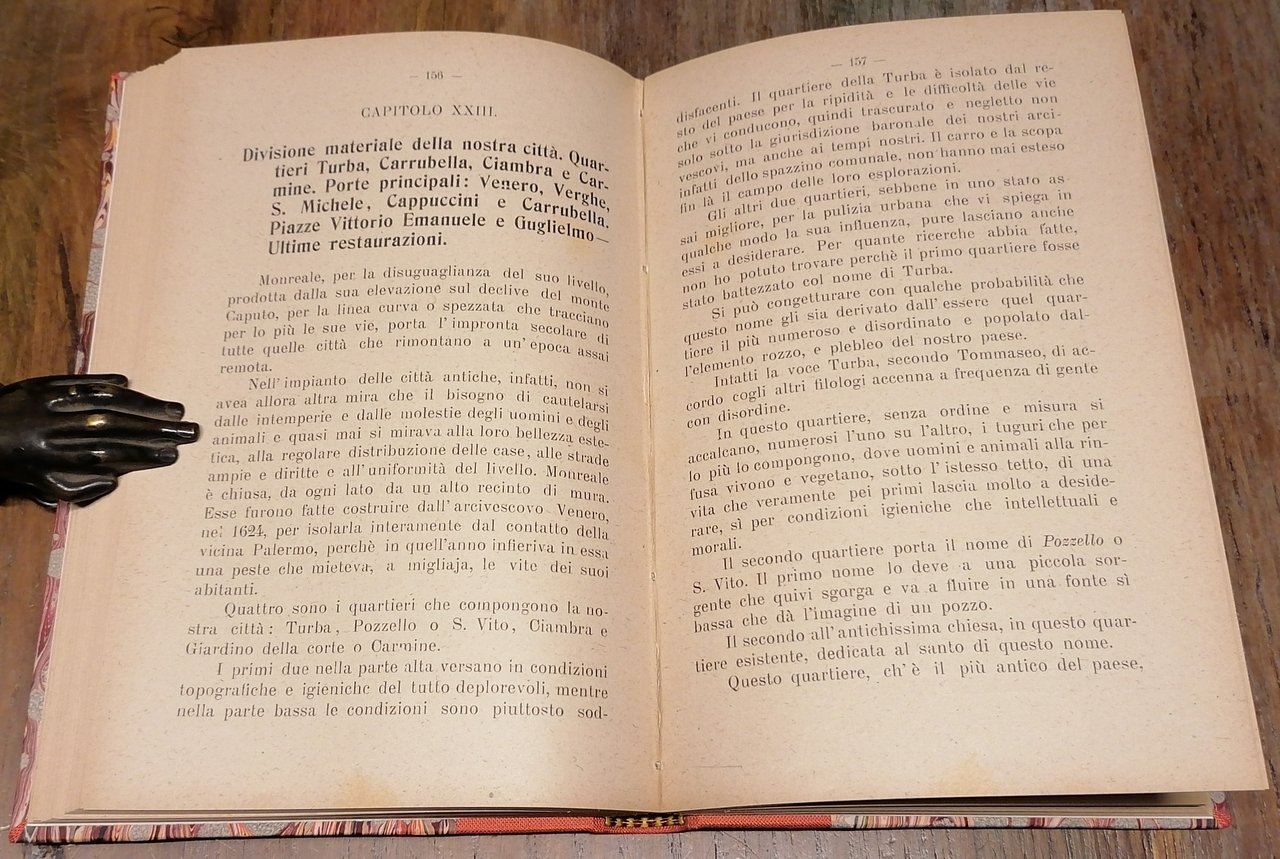 — 156 —
CAPITOLO XXIII.
Divisione materiale della nostra città. Quar-
tieri Turba, Carrubella, Ciambra e Car-
mine. Porte principali: Venero, Verghe,
S. Michele, Cappuccini e Carrubella.
Piazze Vittorio Emanuele e Guglielmo—
Ultime restaurazioni.
Monreale, per la disuguaglianza del suo livello,
prodotta dalla sua elevazione sul declive del monte
Caputo, per la linea curva o spezzata che tracciano
per lo più le sue vie, porta l'impronta secolare di
tutte quelle città che rimontano a un'epoca assai
remota.
Nell'impianto delle città antiche, infatti, non si
avea allora altra mira che il bisogno di cautelarsi
dalle intemperie e dalle molestie degli uomini e degli
animali e quasi mai si mirava alla loro bellezza este-
tica, alla regolare distribuzione delle case, alle strade
ampie e diritte e all'uniformità del livello. Monreale
è chiusa, da ogni lato da un alto recinto di mura.
Esse furono fatte costruire dall'arcivescovo Venero,
nel 1624, per isolarla interamente dal contatto della
vicina Palermo, perchè in quell'anno infieriva in essa
una peste che mieteva, a migliaja, le vite dei suoi
abitanti.
Quattro sono i quartieri che compongono la no-
stra città: Turba, Pozzello o S. Vito, Ciambra e
Giardino della corte o Carmine.
I primi due nella parte alta versano in condizioni
topografiche e igieniche del tutto deplorevoli, mentre
nella parte bassa le condizioni sono piuttosto sod-
— 157 —
disfacenti. Il quartiere della Turba è isolato dal re-
sto del paese per la ripidità e le difficoltà delle vie
che vi conducono, quindi trascurato e negletto non
solo sotto la giurisdizione baronale dei nostri arci-
vescovi, ma anche ai tempi nostri. Il carro e la scopa
infatti dello spazzino comunale, non hanno mai esteso
fin là il campo delle loro esplorazioni.
Gli altri due quartieri, sebbene in uno stato as-
sai migliore, per la pulizia urbana che vi spiega in
qualche modo la sua influenza, pure lasciano anche
essi a desiderare. Per quante ricerche abbia fatte,
non ho potuto trovare perchè il primo quartiere fosse
stato battezzato col nome di Turba.
Si può congetturare con qualche probabilità che
questo nome gli sia derivato dall'essere quel quar-
tiere il più numeroso e disordinato e popolato dal-
l'elemento rozzo, e plebleo del nostro paese.
Intatti la voce Turba, secondo Tommaseo, di ac-
cordo cogli altri filologi accenna a frequenza di gente
con disordine.
In questo quartiere, senza ordine e misura si
accalcano, numerosi l'uno su l'altro, i tuguri che per
lo più lo compongono, dove uomini e animali alla rin-
fusa vivono e vegetano, sotto l'istesso tetto, di una
vita che veramente pei primi lascia molto a deside-
rare, sì per condizioni igieniche che intellettuali e
morali.
Il secondo quartiere porta il nome di Pozzello o
S. Vito. Il primo nome lo deve a una piccola sor-
gente che quivi sgorga e va a fluire in una fonte sì
bassa che dà l'imagine di un pozzo.
Il secondo all'antichissima chiesa, in questo quar-
tiere esistente, dedicata al santo di questo nome.
Questo quartiere, ch'è il più antico del paese,